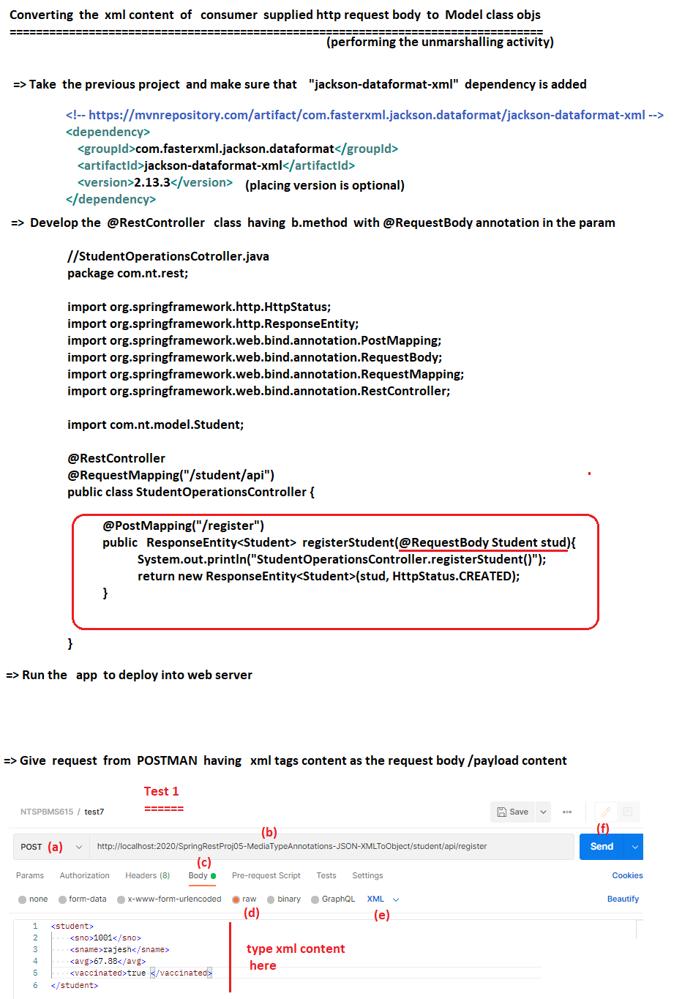 Converting the xml content of consumer supplied http request body to Model class objs
=================================================================================
(performing the unmarshalling activity)
=> Take the previous project and make sure that "jackson-dataformat-xml" dependency is added
<!-- https://mvnrepository.com/artifact/com.fasterxml.jackson.dataformat/jackson-dataformat-xml -->
<dependency>
<groupId>com.fasterxml.jackson.dataformat</groupId>
<artifactId>jackson-dataformat-xml</artifactId>
<version>2.13.3</version> (placing version is optional)
</dependency>
=> Develop the @RestController class having b.method with @RequestBody annotation in the param
//StudentOperationsCotroller.java
package com.nt.rest;
import org.springframework.http.HttpStatus;
import org.springframework.http.ResponseEntity;
import org.springframework.web.bind.annotation.PostMapping;
import org.springframework.web.bind.annotation.RequestBody;
import org.springframework.web.bind.annotation.RequestMapping;
import org.springframework.web.bind.annotation.RestController;
import com.nt.model.Student;
@RestController
@RequestMapping("/student/api")
public class StudentOperationsController {
@PostMapping("/register")
public ResponseEntity<Student> registerStudent(@RequestBody Student stud){
System.out.println("StudentOperationsController.registerStudent()");
return new ResponseEntity<Student>(stud, HttpStatus.CREATED);
}
}
=> Run the app to deploy into web server
=> Give request from POSTMAN having xml tags content as the request body /payload content
Test 1
======
NTSPBMS615 / test7 Save ooo
(b) (f)
POST (a) http://localhost:2020/SpringRestProj05-MediaTypeAnnotations-JSON-XMLToObject/student/api/register Send
(c)
Params Authorization Headers (8) Body Pre-request Script Tests Settings Cookies
none form-data x-www-form-urlencoded raw binary GraphQL XML Beautify
(d) (e)
1 <student>
2 <sno>1001</sno>
3 <sname>rajesh</sname> type xml content
4 <avg>67.88</avg> here
5 <vaccinated>true </vaccinated>
6 </student>